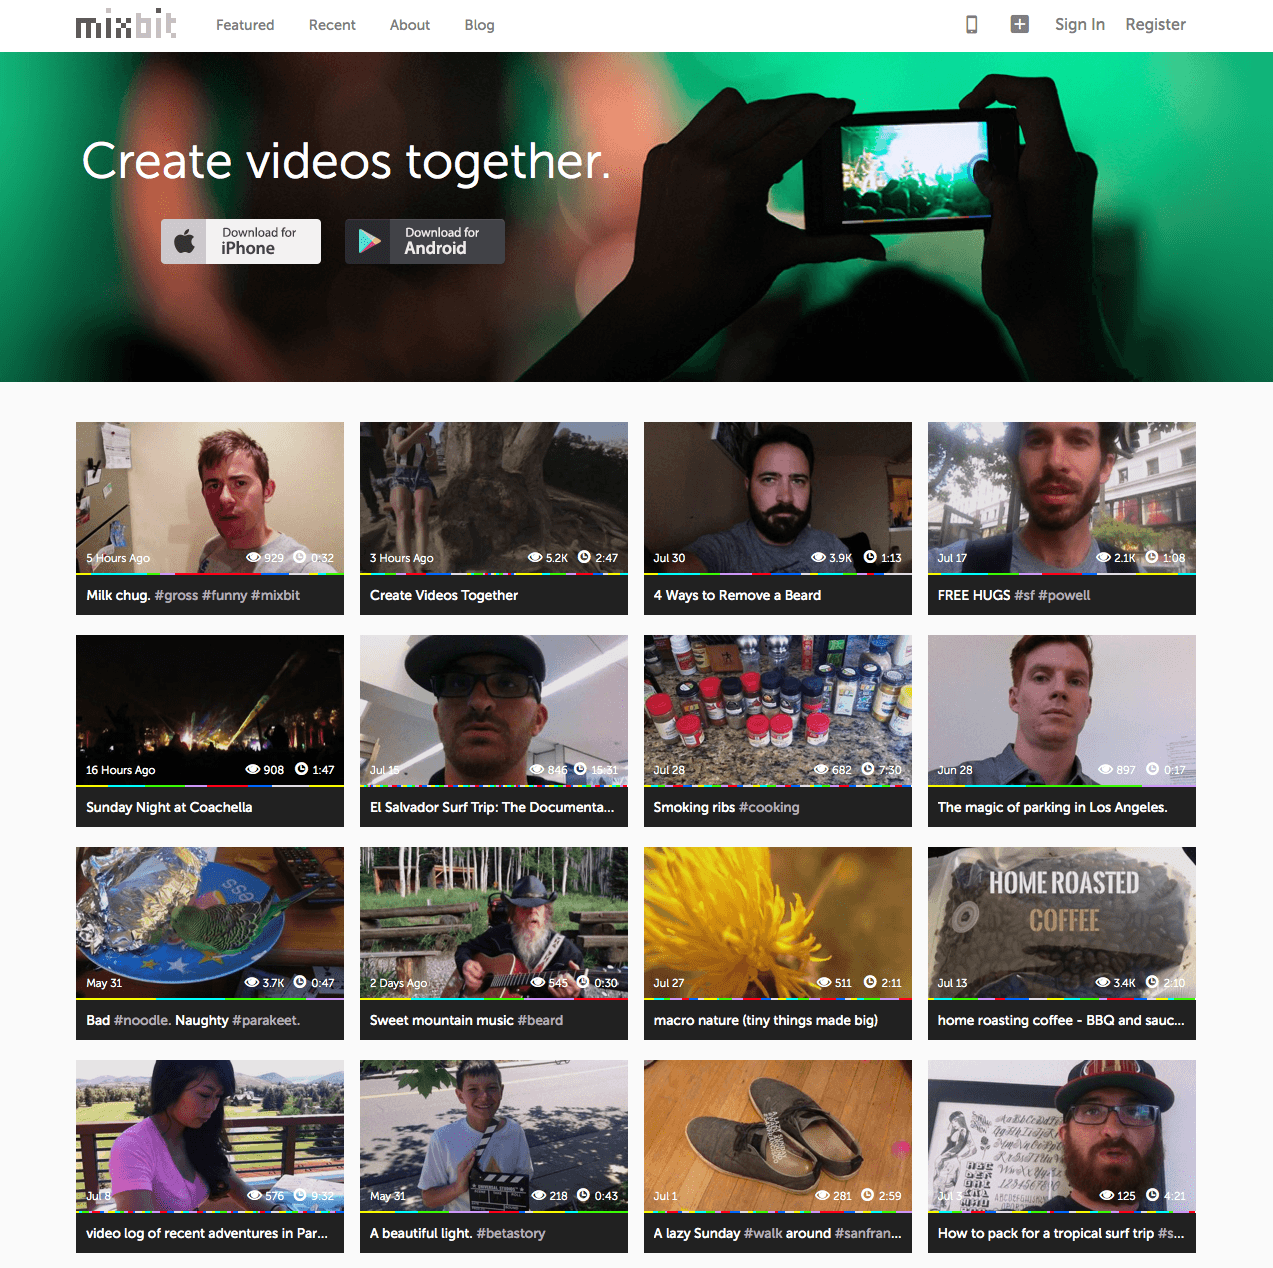 mixbit Featured Recent About Blog Sign In Register
Create videos together.
Download for
iPhone
Download for
Android
5 Hours Ago 929 0:32
Milk chug. #gross #funny #mixbit
3 Hours Ago 5.2K 2:47
Create Videos Together
Jul 30 3.9K 1:13
4 Ways to Remove a Beard
Jul 17 2.1K 1:08
FREE HUGS #sf #powell
16 Hours Ago 908 1:47
Sunday Night at Coachella
Jul 15 846 15:31
El Salvador Surf Trip: The Documenta...
Jul 28 682 7:30
Smoking ribs #cooking
Jun 28 897 0:17
The magic of parking in Los Angeles.
May 31 3.7K 0:47
Bad #noodle. Naughty #parakeet.
2 Days Ago 545 0:30
Sweet mountain music #beard
Jul 27 511 2:11
macro nature (tiny things made big)
HOME ROASTED
COFFEE
Jul 13 3.4K 2:10
home roasting coffee - BBQ and sauc...
Jul 8 576 9:32
video log of recent adventures in Par...
May 31 218 0:43
A beautiful light. #betastory
Jul 1 281 2:59
A lazy Sunday #walk around #sanfran...
Jul 3 125 4:21
How to pack for a tropical surf trip #s...